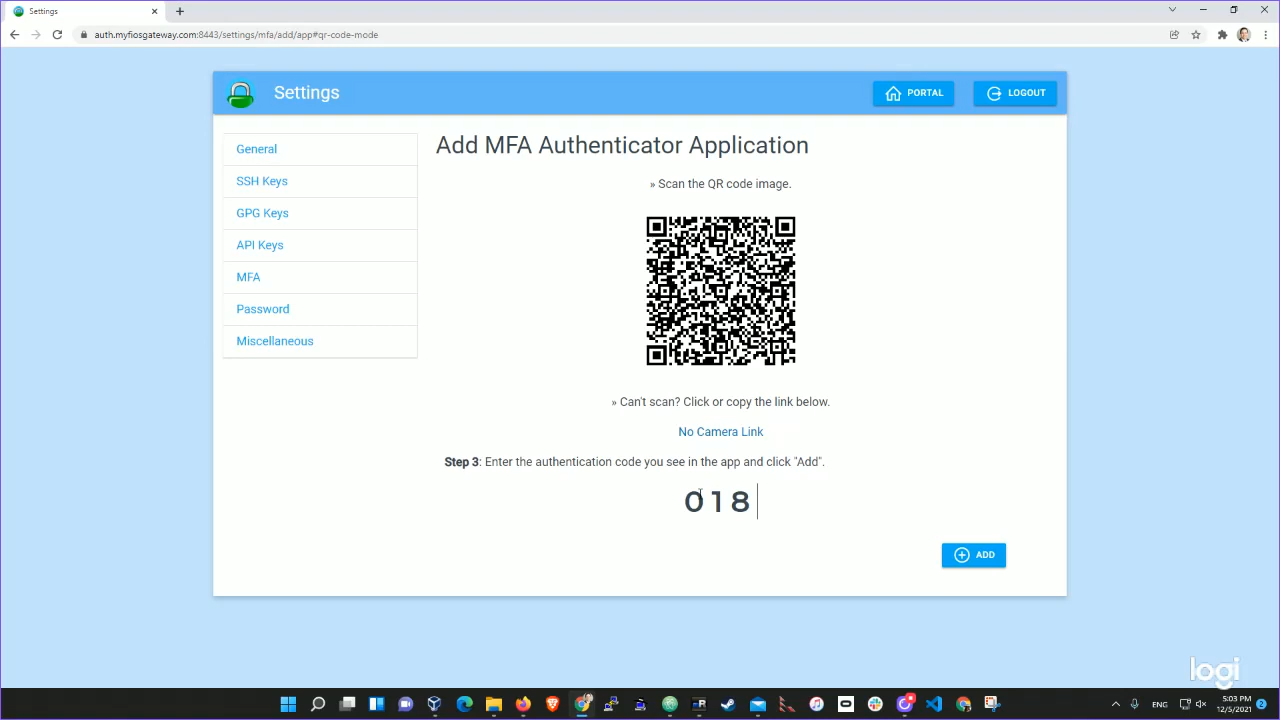 Settings
auth.myfiosgateway.com:8443/settings/mfa/add/app#qr-code-mode
Settings
PORTAL
LOGOUT
General
SSH Keys
GPG Keys
API Keys
MFA
Password
Miscellaneous
Add MFA Authenticator Application
» Scan the QR code image.
» Can't scan? Click or copy the link below.
No Camera Link
Step 3: Enter the authentication code you see in the app and click "Add".
018
ADD
logi
ENG
5:03 PM
12/5/2021
2